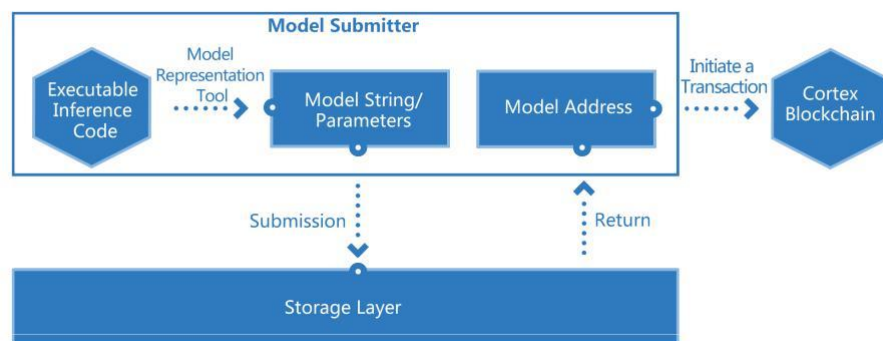 Model Submitter
Executable
Inference
Code
Model
Representation
Tool
Model String/
Parameters
Model Address
Initiate a
Transaction
Cortex
Blockchain
Submission
Return
Storage Layer